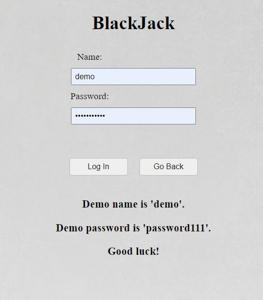 BlackJack
Name:
demo
Password:
•••••••••••
Log In Go Back
Demo name is 'demo'.
Demo password is 'password111'.
Good luck!